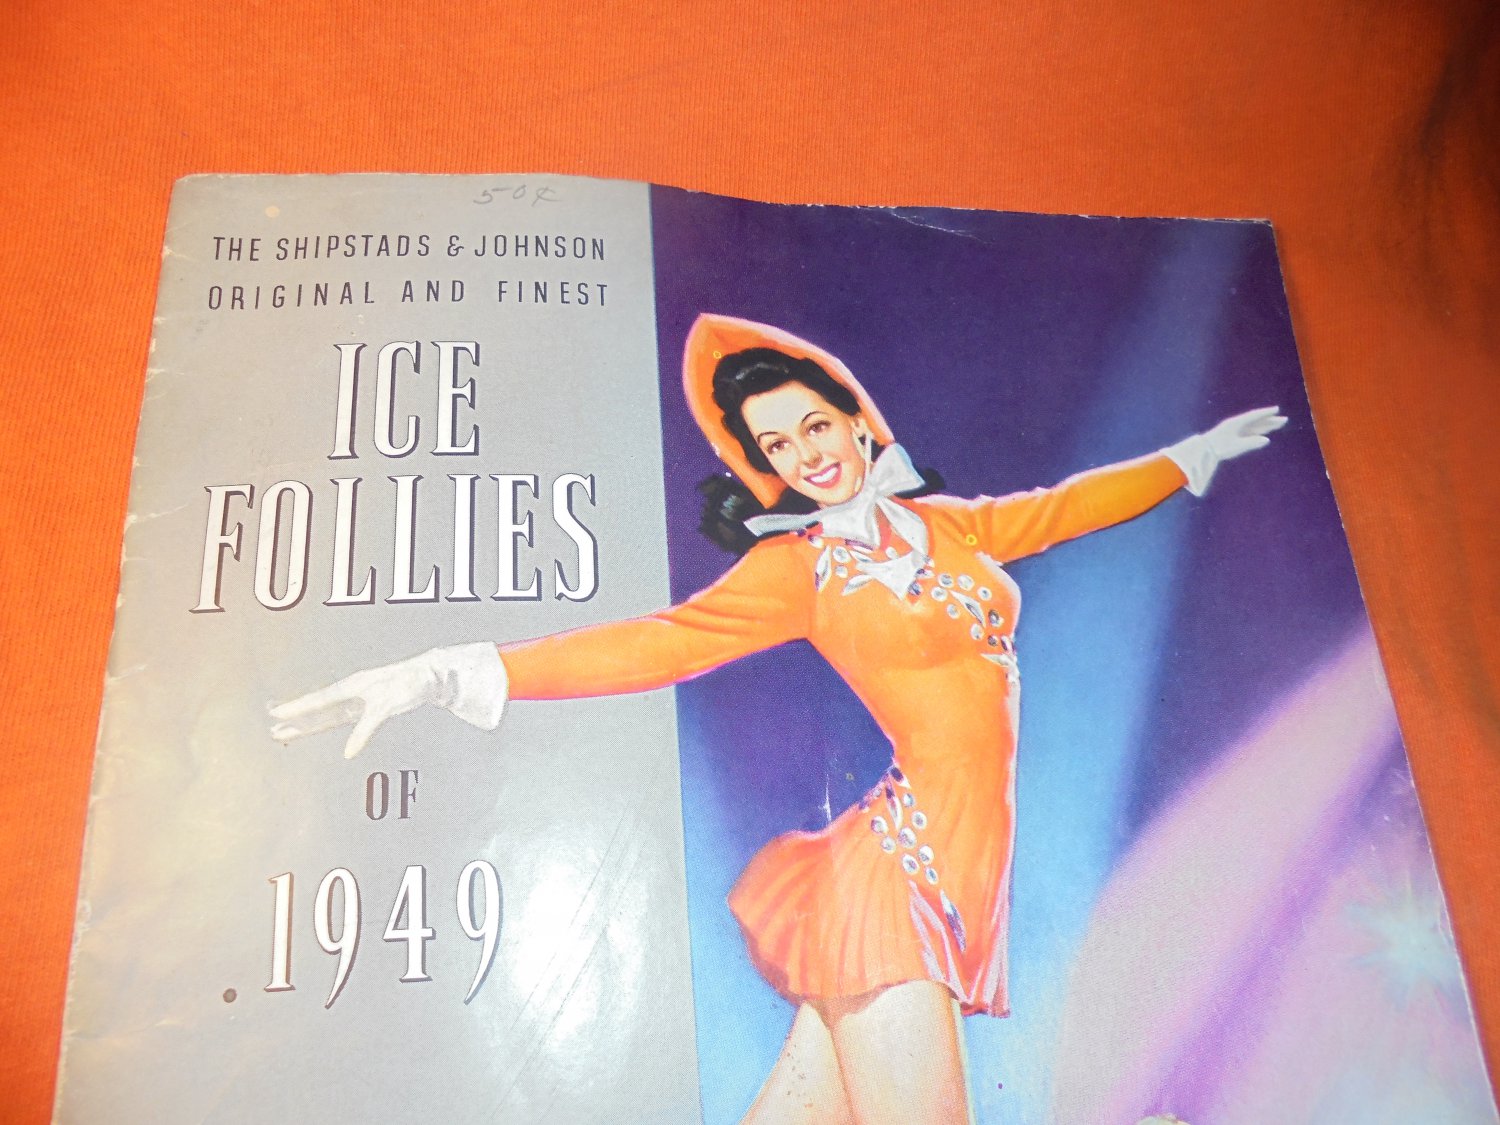 50¢
THE SHIPSTADS & JOHNSON
ORIGINAL AND FINEST
ICE
FOLLIES
OF
1949